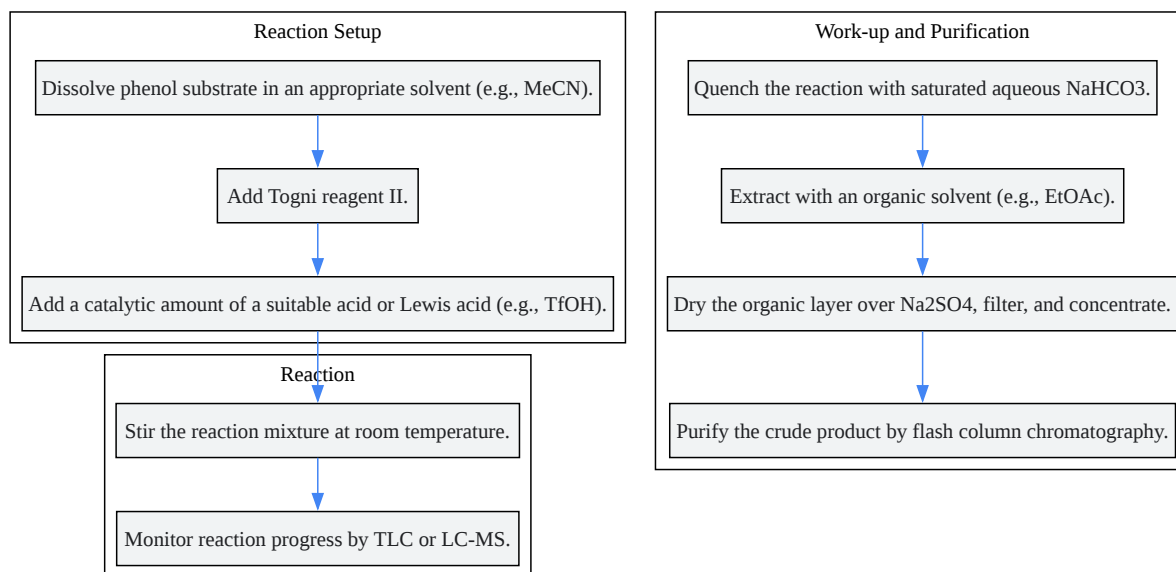 Reaction Setup
Dissolve phenol substrate in an appropriate solvent (e.g., MeCN).
Add Togni reagent II.
Add a catalytic amount of a suitable acid or Lewis acid (e.g., TfOH).
Reaction
Stir the reaction mixture at room temperature.
Monitor reaction progress by TLC or LC-MS.
Work-up and Purification
Quench the reaction with saturated aqueous NaHCO3.
Extract with an organic solvent (e.g., EtOAc).
Dry the organic layer over Na2SO4, filter, and concentrate.
Purify the crude product by flash column chromatography.